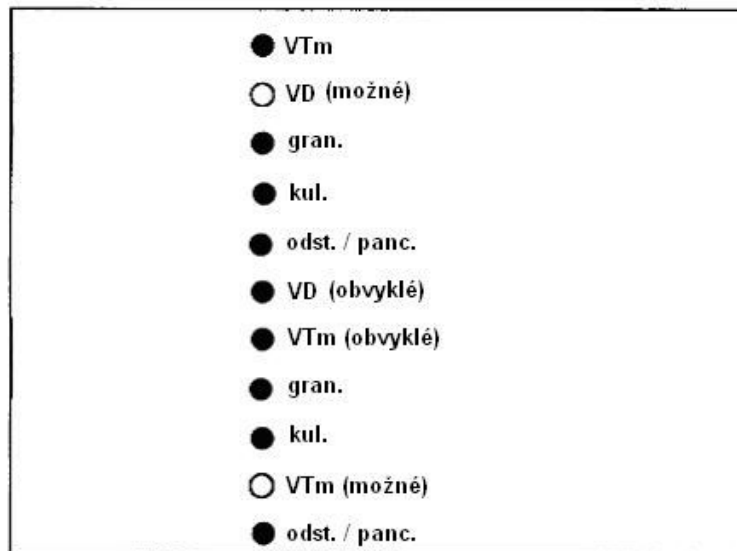 VTm
VD (možné)
gran.
kul.
odst. / panc.
VD (obvyklé)
VTm (obvyklé)
gran.
kul.
VTm (možné)
odst. / panc.